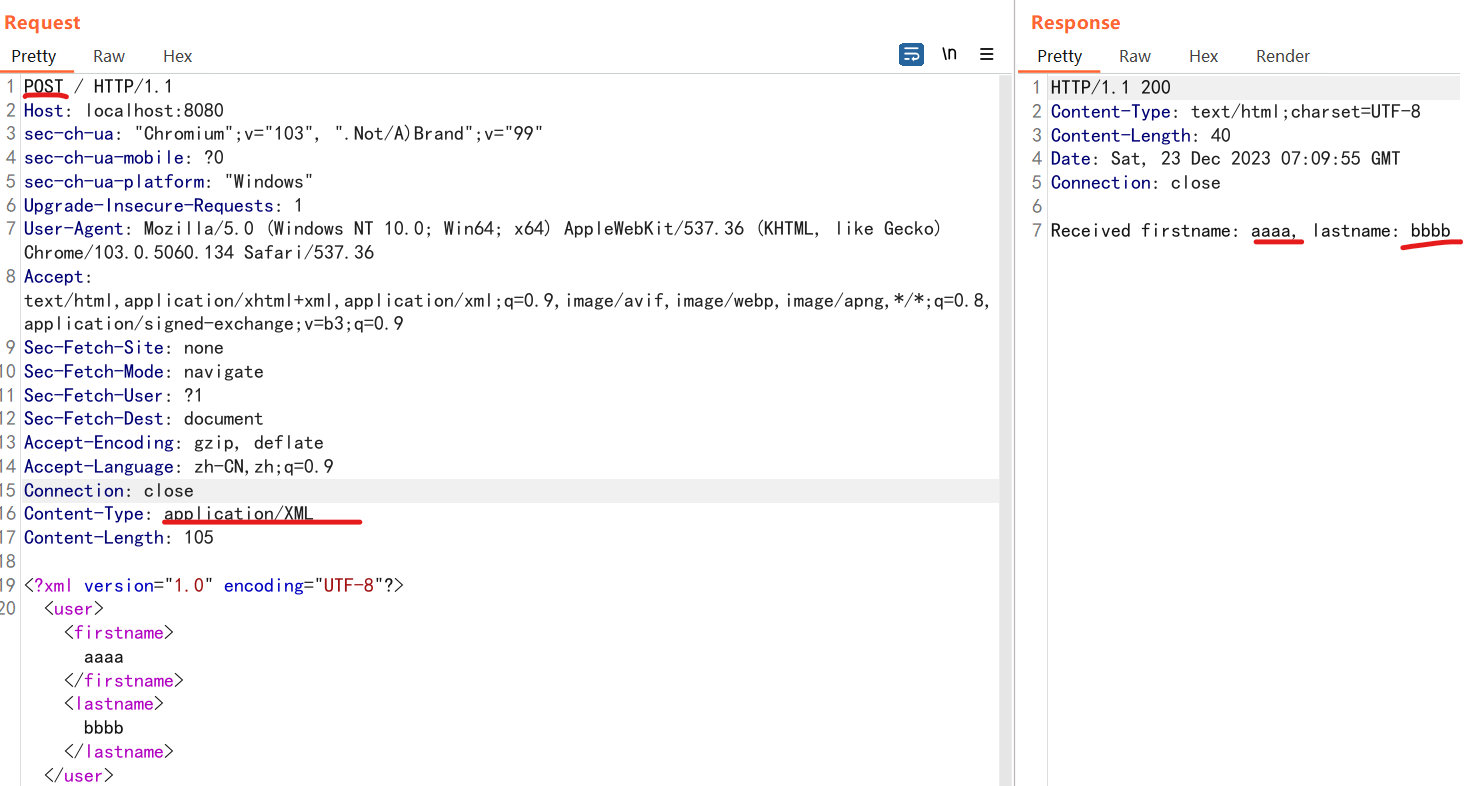 Request
Pretty Raw Hex
\n
1 POST / HTTP/1.1
2 Host: localhost:8080
3 sec-ch-ua: "Chromium";v="103", ".Not/A)Brand";v="99"
4 sec-ch-ua-mobile: ?0
5 sec-ch-ua-platform: "Windows"
6 Upgrade-Insecure-Requests: 1
7 User-Agent: Mozilla/5.0 (Windows NT 10.0; Win64; x64) AppleWebKit/537.36 (KHTML, like Gecko)
Chrome/103.0.5060.134 Safari/537.36
8 Accept:
text/html,application/xhtml+xml,application/xml;q=0.9,image/avif,image/webp,image/apng,*/*;q=0.8,
application/signed-exchange;v=b3;q=0.9
9 Sec-Fetch-Site: none
10 Sec-Fetch-Mode: navigate
11 Sec-Fetch-User: ?1
12 Sec-Fetch-Dest: document
13 Accept-Encoding: gzip, deflate
14 Accept-Language: zh-CN,zh;q=0.9
15 Connection: close
16 Content-Type: application/XML
17 Content-Length: 105
18
19 <?xml version="1.0" encoding="UTF-8"?>
20 <user>
<firstname>
aaaa
</firstname>
<lastname>
bbbb
</lastname>
</user>
Response
Pretty Raw Hex Render
1 HTTP/1.1 200
2 Content-Type: text/html;charset=UTF-8
3 Content-Length: 40
4 Date: Sat, 23 Dec 2023 07:09:55 GMT
5 Connection: close
6
7 Received firstname: aaaa, lastname: bbbb